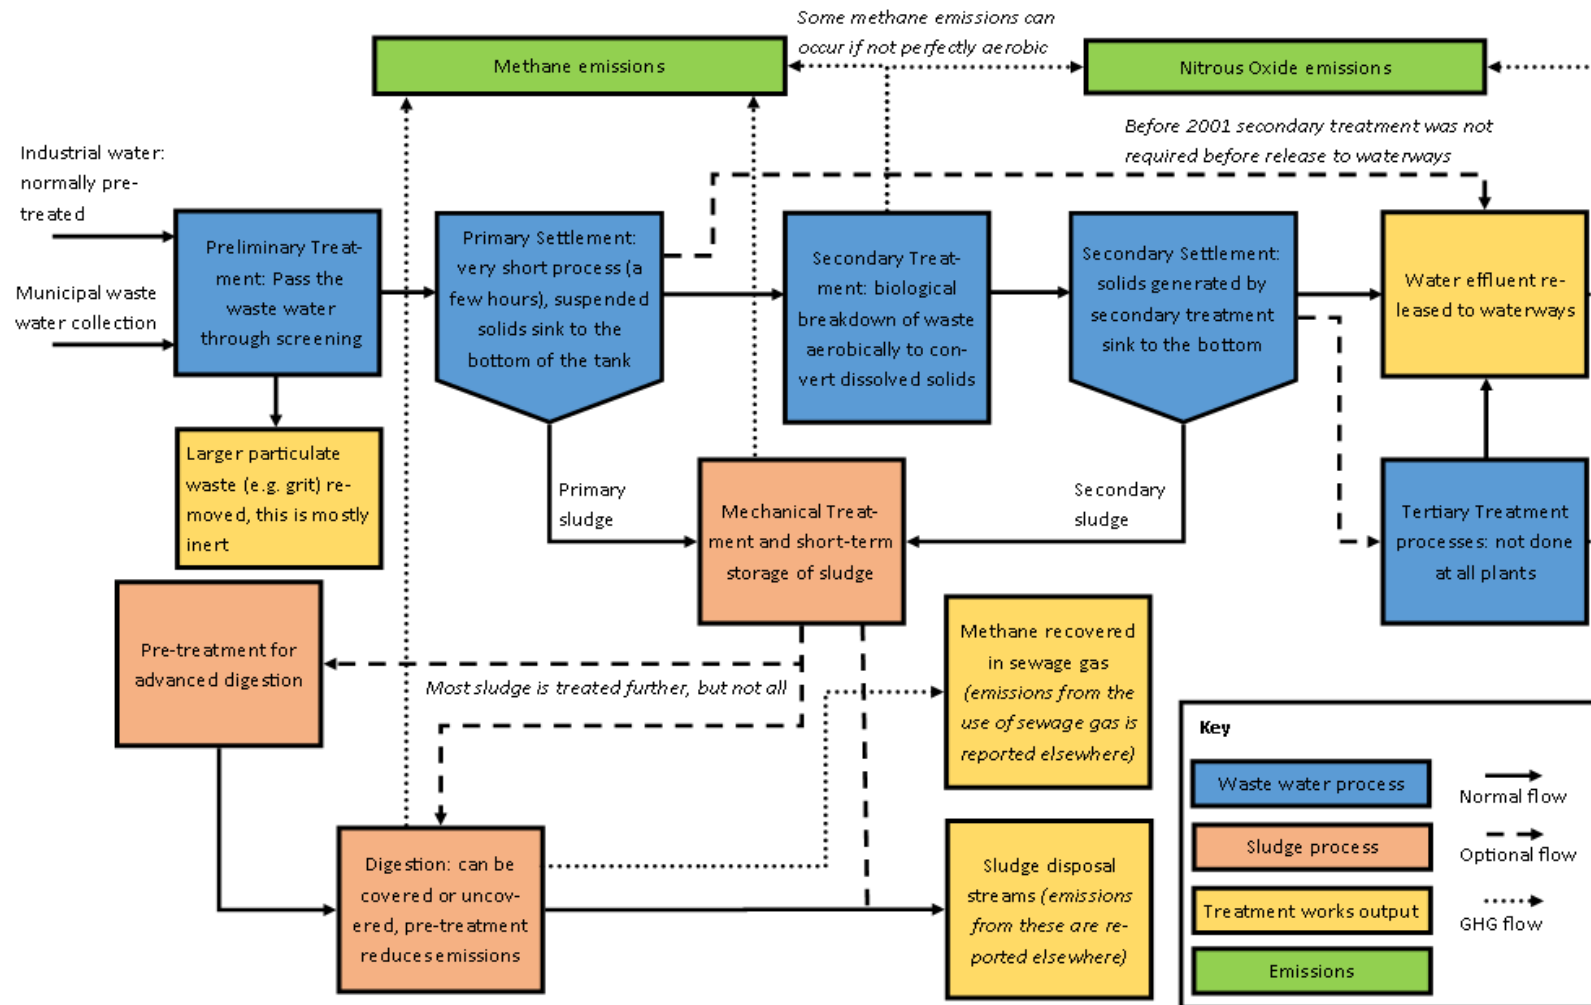 Some methane emissions can
occur if not perfectly aerobic
Methane emissions
Nitrous Oxide emissions
Before 2001 secondary treatment was not
required before release to waterways
Industrial water:
normally pre-
treated
Municipal waste
water collection
Preliminary Treat-
ment: Pass the
waste water
through screening
Primary Settlement:
very short process (a
few hours), suspended
solids sink to the
bottom of the tank
Secondary Treat-
ment: biological
breakdown of waste
aerobically to con-
vert dissolved solids
Secondary Settlement:
solids generated by
secondary treatment
sink to the bottom
Water effluent re-
leased to waterways
Larger particulate
waste (e.g. grit) re-
moved, this is mostly
inert
Primary
sludge
Mechanical Treat-
ment and short-term
storage of sludge
Secondary
sludge
Tertiary Treatment
processes: not done
at all plants
Pre-treatment for
advanced digestion
Most sludge is treated further, but not all
Methane recovered
in sewage gas
(emissions from the
use of sewage gas is
reported elsewhere)
Digestion: can be
covered or uncov-
ered, pre-treatment
reduces emissions
Sludge disposal
streams (emissions
from these are re-
ported elsewhere)
Key
Waste water process
Normal flow
Sludge process
Optional flow
Treatment works output
GHG flow
Emissions